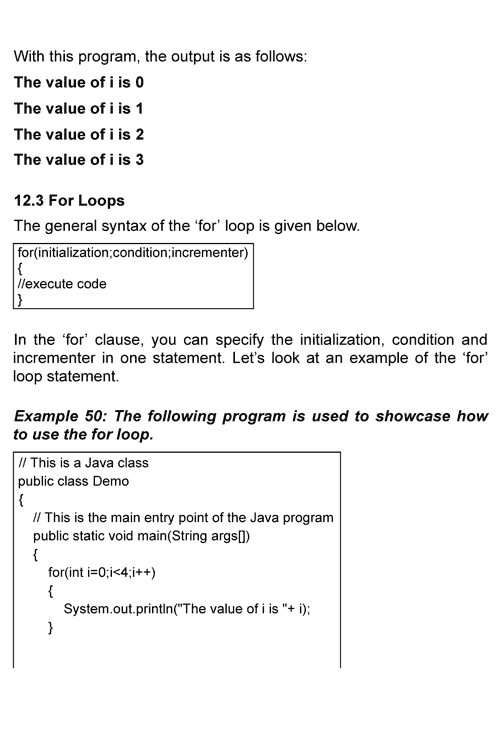 With this program, the output is as follows:
The value of i is 0
The value of i is 1
The value of i is 2
The value of i is 3
12.3 For Loops
The general syntax of the ‘for’ loop is given below.
for(initialization;condition;incrementer)
{
//execute code
}
In the ‘for’ clause, you can specify the initialization, condition and
incrementer in one statement. Let’s look at an example of the ‘for’
loop statement.
Example 50: The following program is used to showcase how
to use the for loop.
// This is a Java class
public class Demo
{
// This is the main entry point of the Java program
public static void main(String args[])
{
for(int i=0;i<4;i++)
{
System.out.println("The value of i is "+ i);
}